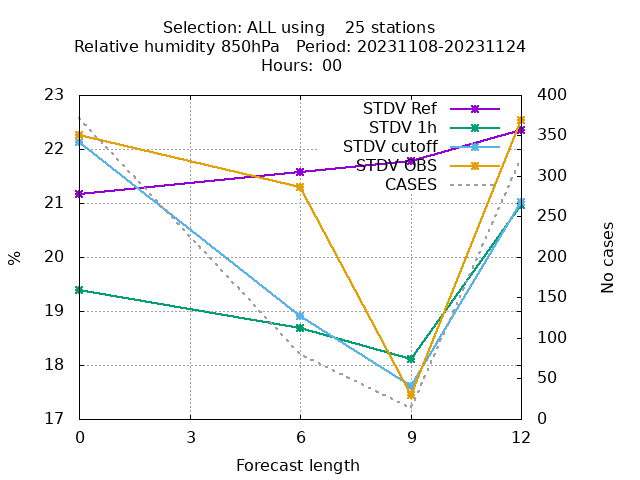 Selection: ALL using    25 stations
Relative humidity 850hPa   Period: 20231108-20231124
Hours: 00
STDV Ref
STDV 1h
STDV cutoff
STDV OBS
CASES
23
22
21
20
19
18
17
400
350
300
250
200
150
100
50
0
%
No cases
0 3 6 9 12
Forecast length